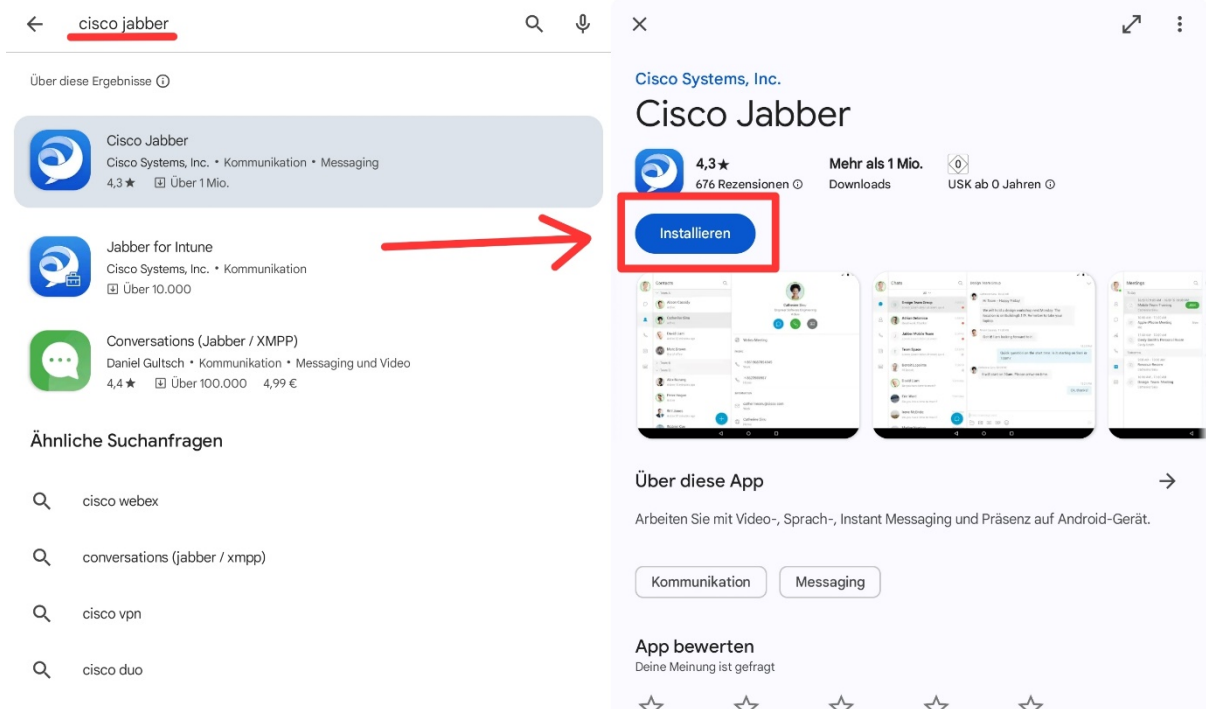 cisco jabber
Über diese Ergebnisse
Cisco Jabber
Cisco Systems, Inc. • Kommunikation • Messaging
4,3★ Über 1 Mio.
Jabber for Intune
Cisco Systems, Inc. • Kommunikation
Über 10.000
Conversations (Jabber / XMPP)
Daniel Gultsch • Kommunikation • Messaging und Video
4,4★ Über 100.000 4,99 €
Ähnliche Suchanfragen
cisco webex
conversations (jabber / xmpp)
cisco vpn
cisco duo
Cisco Systems, Inc.
Cisco Jabber
4,3★ Mehr als 1 Mio. 0
676 Rezensionen Downloads USK ab 0 Jahren
Installieren
Contacts
Chats
Meetings
Über diese App
Arbeiten Sie mit Video-, Sprach-, Instant Messaging und Präsenz auf Android-Gerät.
Kommunikation Messaging
App bewerten
Deine Meinung ist gefragt